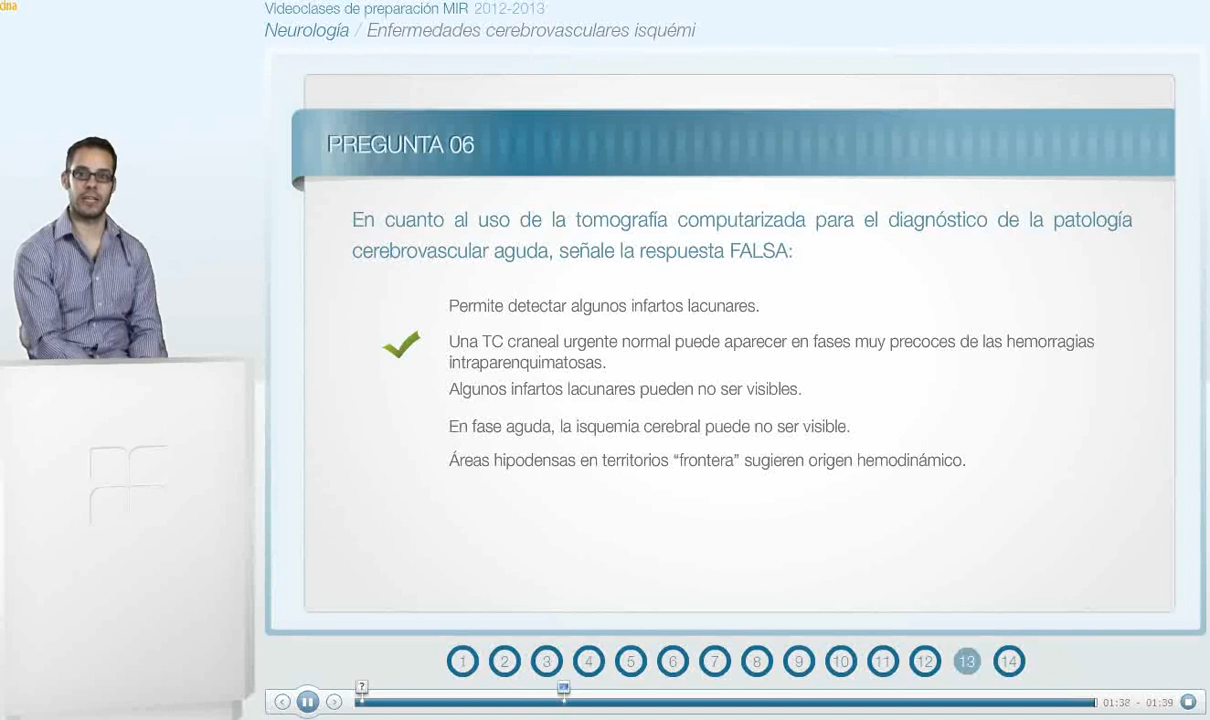 dna
Videoclases de preparación MIR 2012-2013
Neurología / Enfermedades cerebrovasculares isquémi
PREGUNTA 06
En cuanto al uso de la tomografía computarizada para el diagnóstico de la patología
cerebrovascular aguda, señale la respuesta FALSA:
Permite detectar algunos infartos lacunares.
Una TC craneal urgente normal puede aparecer en fases muy precoces de las hemorragias
intraparenquimatosas.
Algunos infartos lacunares pueden no ser visibles.
En fase aguda, la isquemia cerebral puede no ser visible.
Áreas hipodensas en territorios “frontera” sugieren origen hemodinámico.
1 2 3 4 5 6 7 8 9 10 11 12 13 14
?
01:38 - 01:39